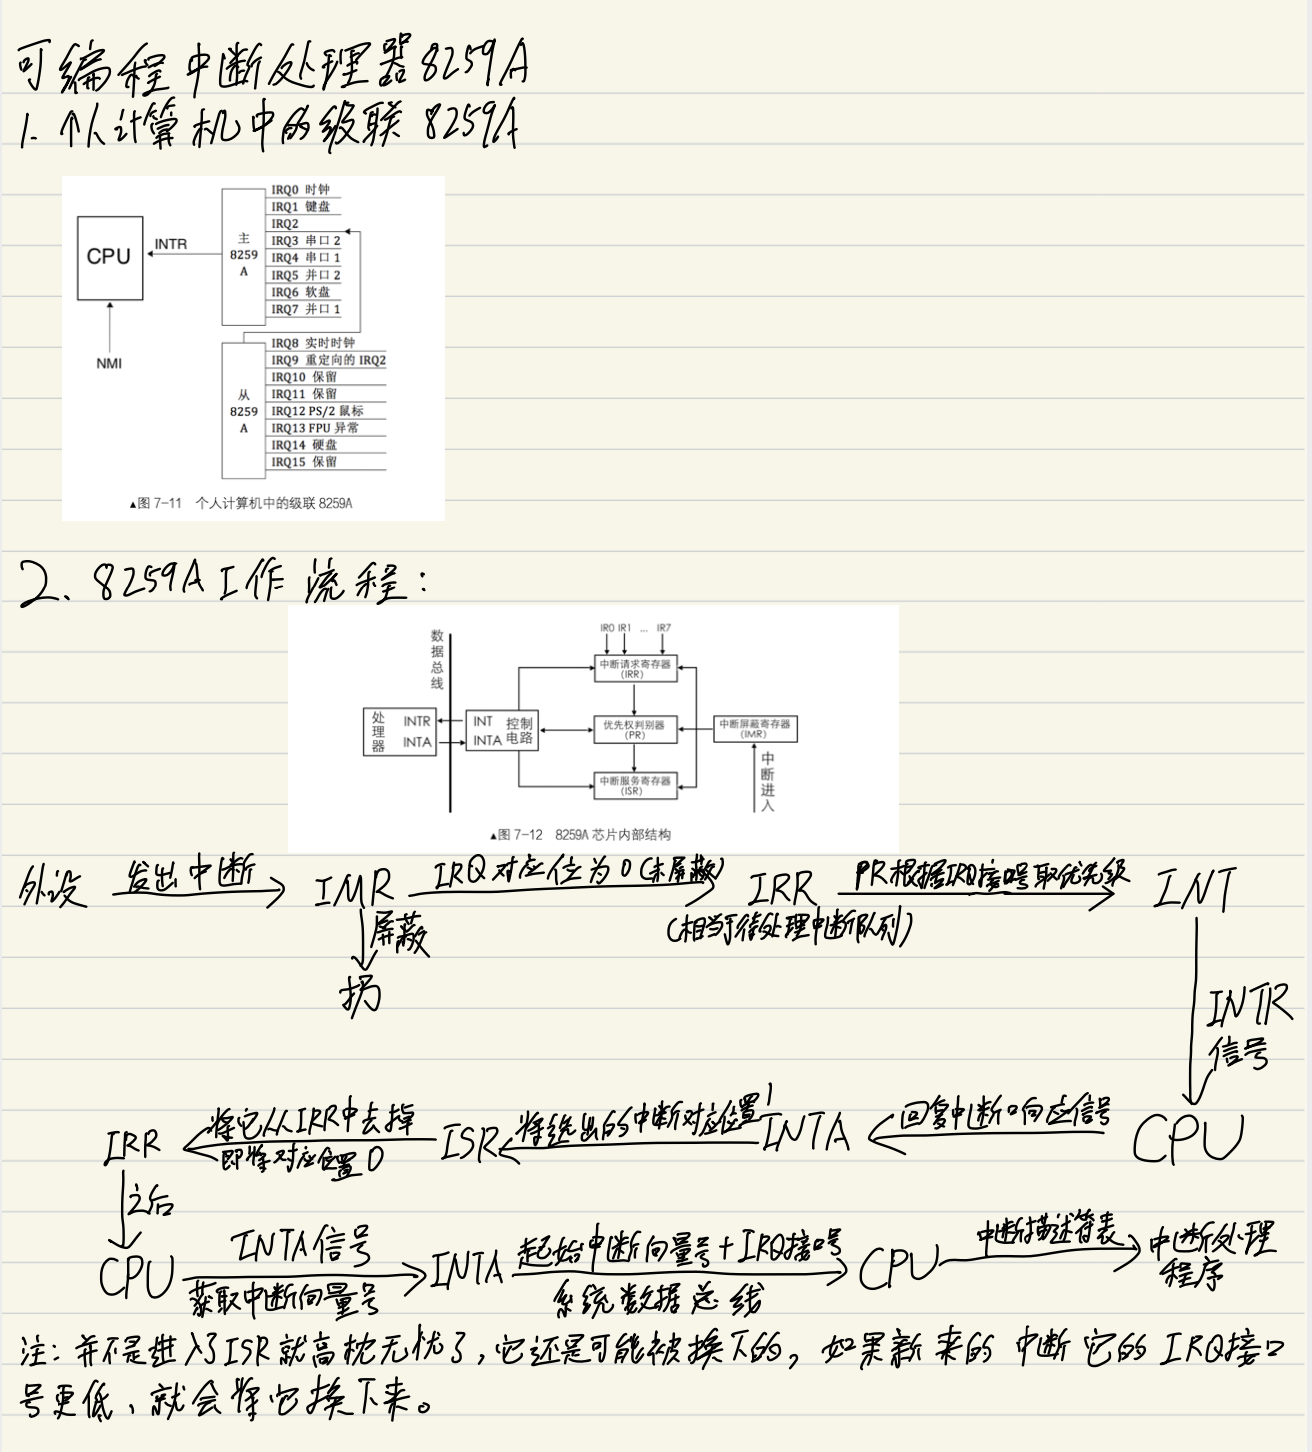 可编程中断处理器8259A
1. 个人计算机中的级联 8259A
CPU
INTR
NMI
主
8259
A
IRQ0 时钟
IRQ1 键盘
IRQ2
IRQ3 串口 2
IRQ4 串口 1
IRQ5 并口 2
IRQ6 软盘
IRQ7 并口 1
从
8259
A
IRQ8 实时时钟
IRQ9 重定向的 IRQ2
IRQ10 保留
IRQ11 保留
IRQ12 PS/2 鼠标
IRQ13 FPU 异常
IRQ14 硬盘
IRQ15 保留
▲图 7-11 个人计算机中的级联 8259A
2、8259A工作流程：
数据总线
IR0 IR1 ... IR7
中断请求寄存器
(IRR)
处理器
INTR
INTA
INT
INTA
控制
电路
优先权判别器
(PR)
中断屏蔽寄存器
(IMR)
中断服务寄存器
(ISR)
中断进入
▲图 7-12 8259A 芯片内部结构
外设 发出中断 IMR IRQ对应位为0(未屏蔽) IRR PR根据IRQ接口号取优先级 INT
屏蔽
(相当于待处理中断队列)
扔
INTR
信号
IRR 将它从IRR中去掉 ISR 将选出的中断对应位置1 INTA 回复中断响应信号 CPU
即将对应位置0
之后
CPU INTA信号 INTA 起始中断向量号+IRQ接口号 CPU 中断描述符表 中断处理
获取中断向量号 系统数据总线 程序
注：并不是进入了ISR就高枕无忧了，它还是可能被换下的，如果新来的中断它的IRQ接口
号更低，就会将它换下来。